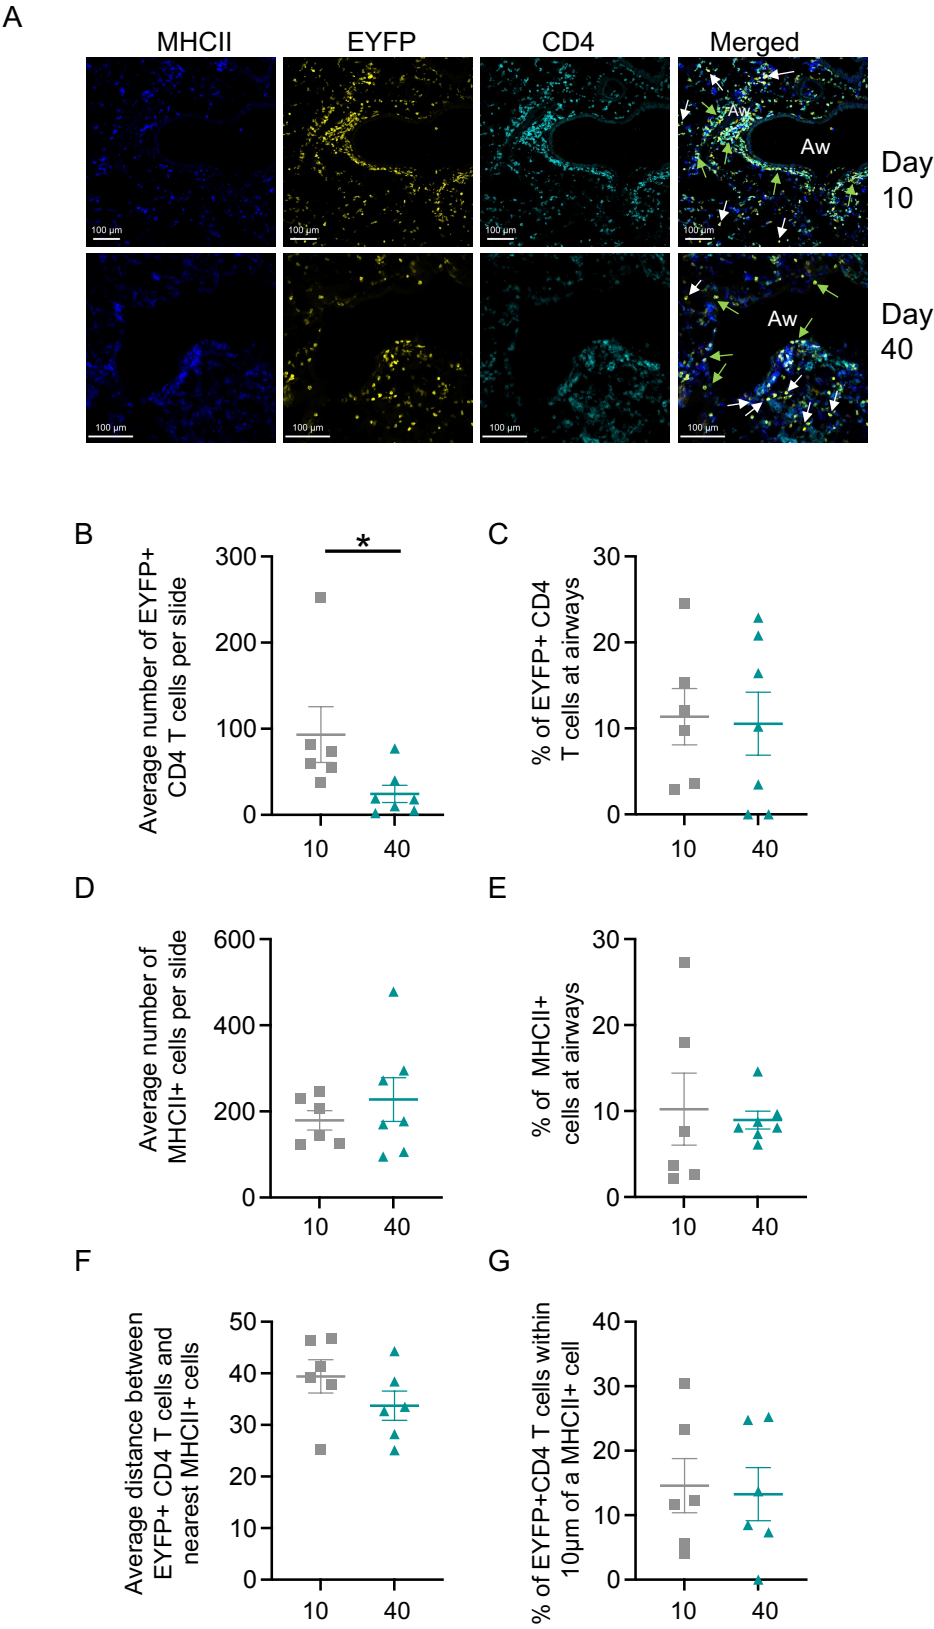 A
MHCII EYFP CD4 Merged
Aw
Aw
100 µm 100 µm 100 µm 100 µm
Day
10
Aw
100 µm 100 µm 100 µm 100 µm
Day
40
B
Average number of EYFP+
CD4 T cells per slide
300
200
100
0
*
10 40
C
% of EYFP+ CD4
T cells at airways
30
20
10
0
10 40
D
Average number of
MHCII+ cells per slide
600
400
200
0
10 40
E
% of MHCII+
cells at airways
30
20
10
0
10 40
F
Average distance between
EYFP+ CD4 T cells and
nearest MHCII+ cells
50
40
30
20
10
0
10 40
G
% of EYFP+CD4 T cells within
10µm of a MHCII+ cell
40
30
20
10
0
10 40